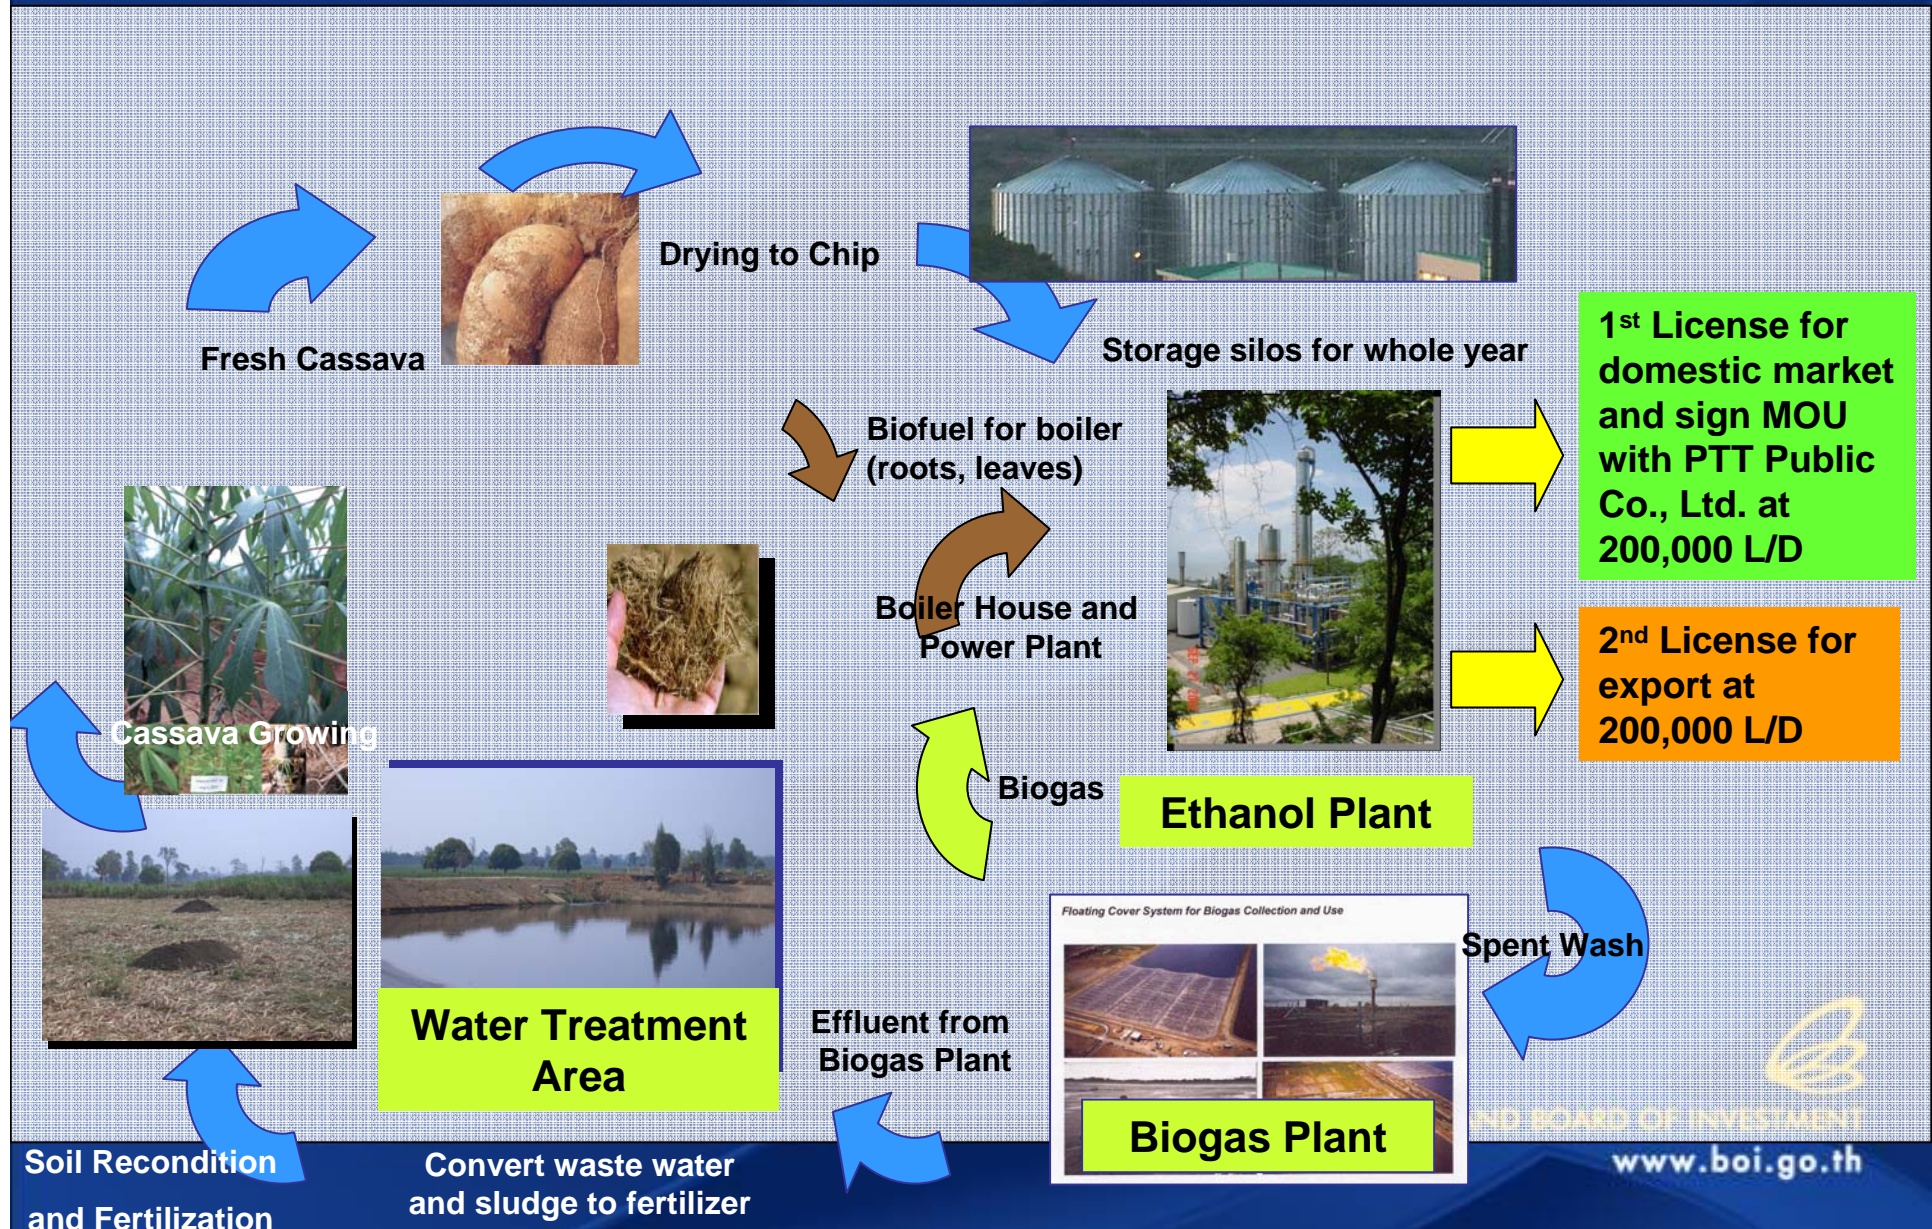 Drying to Chip
Fresh Cassava
Storage silos for whole year
1st License for
domestic market
and sign MOU
with PTT Public
Co., Ltd. at
200,000 L/D
Biofuel for boiler
(roots, leaves)
Boiler House and
Power Plant
2nd License for
export at
200,000 L/D
Cassava Growing
Biogas
Ethanol Plant
Floating Cover System for Biogas Collection and Use
Spent Wash
Water Treatment
Area
Effluent from
Biogas Plant
Biogas Plant
ND BOARD OF INVESTMENT
www.boi.go.th
Soil Recondition
and Fertilization
Convert waste water
and sludge to fertilizer